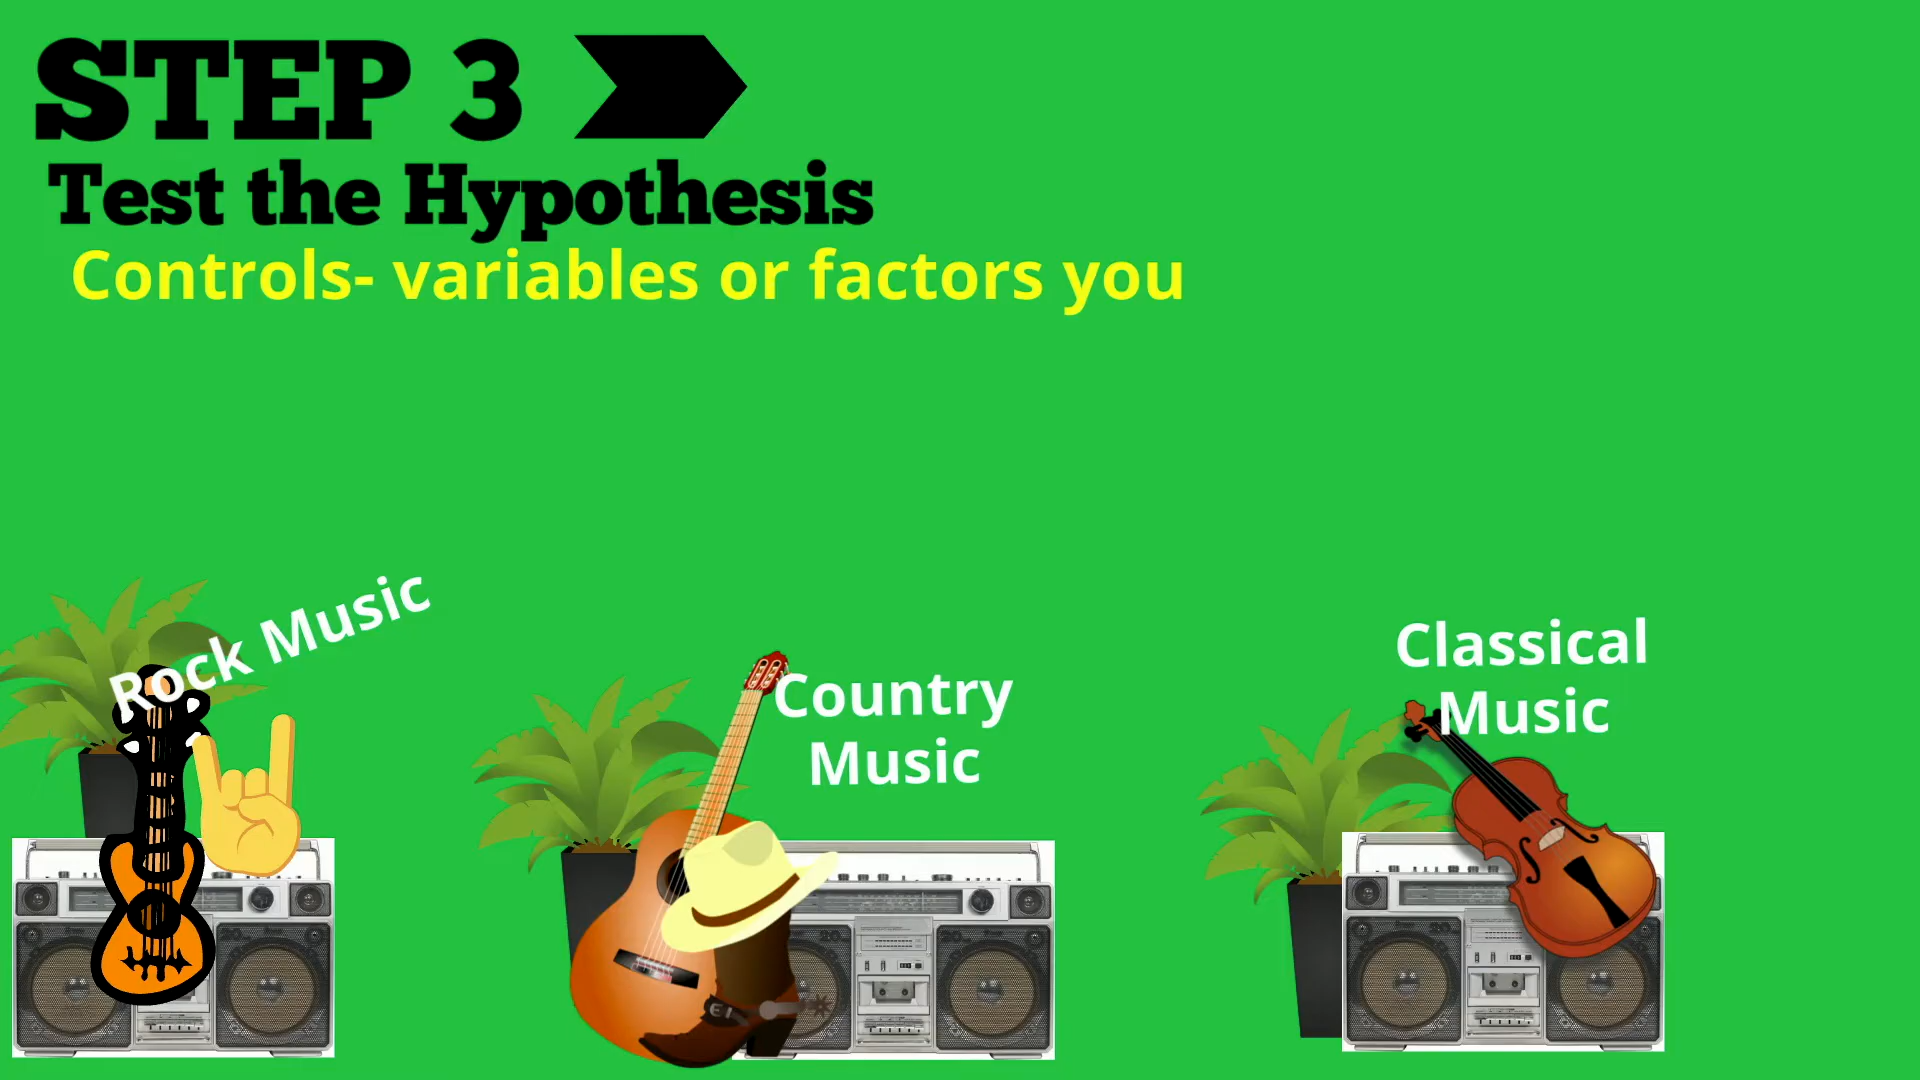 STEP 3
Test the Hypothesis
Controls- variables or factors you
Rock Music
Country
Music
Classical
Music